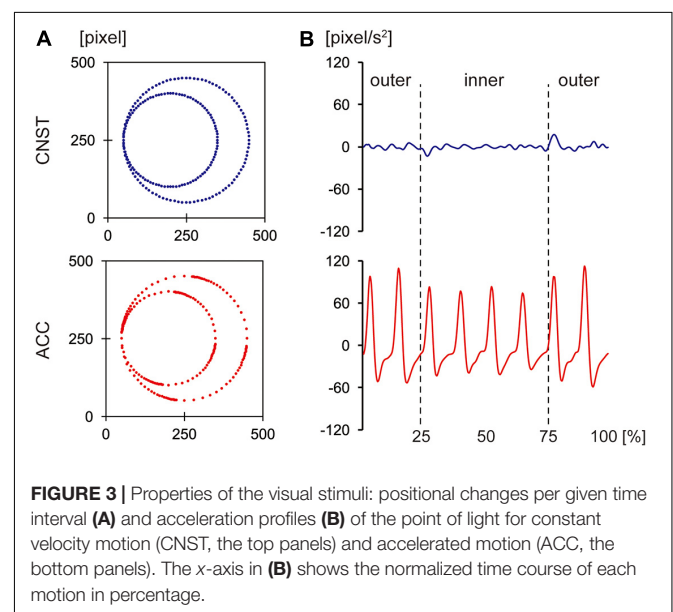 A [pixel] B [pixel/s²]
500 120
outer inner outer
60
CNST 250 0
-60
0 -120
0 250 500
500 120
60
ACC 250 0
-60
0 -120
0 250 500 25 50 75 100 [%]
FIGURE 3 | Properties of the visual stimuli: positional changes per given time
interval (A) and acceleration profiles (B) of the point of light for constant
velocity motion (CNST, the top panels) and accelerated motion (ACC, the
bottom panels). The x-axis in (B) shows the normalized time course of each
motion in percentage.